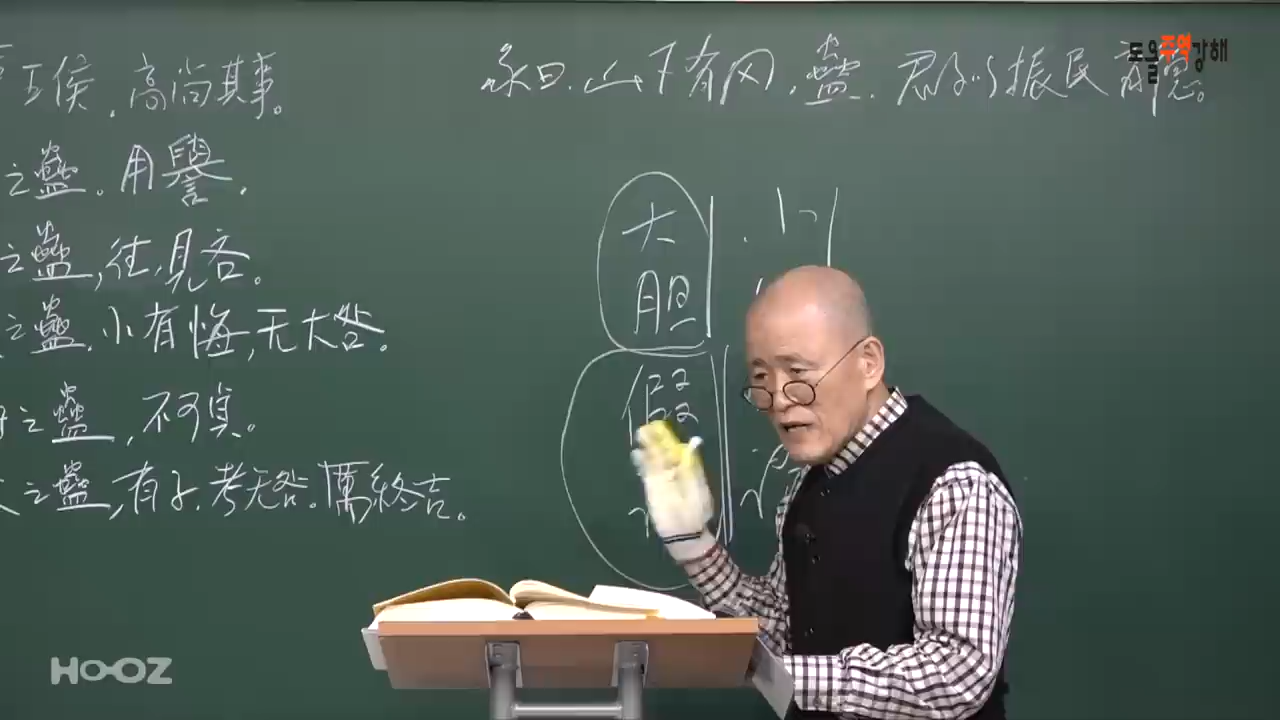 王侯，高尚其事。
之蠱。用譽。
之蠱，往見吝。
之蠱，小有悔，无大咎。
之蠱，不可貞。
之蠱，有子，考无咎。厲，終吉。
象曰，山下有风，蠱，君子以振民育德。
大
胆
假
도올주역강해
HOOZ